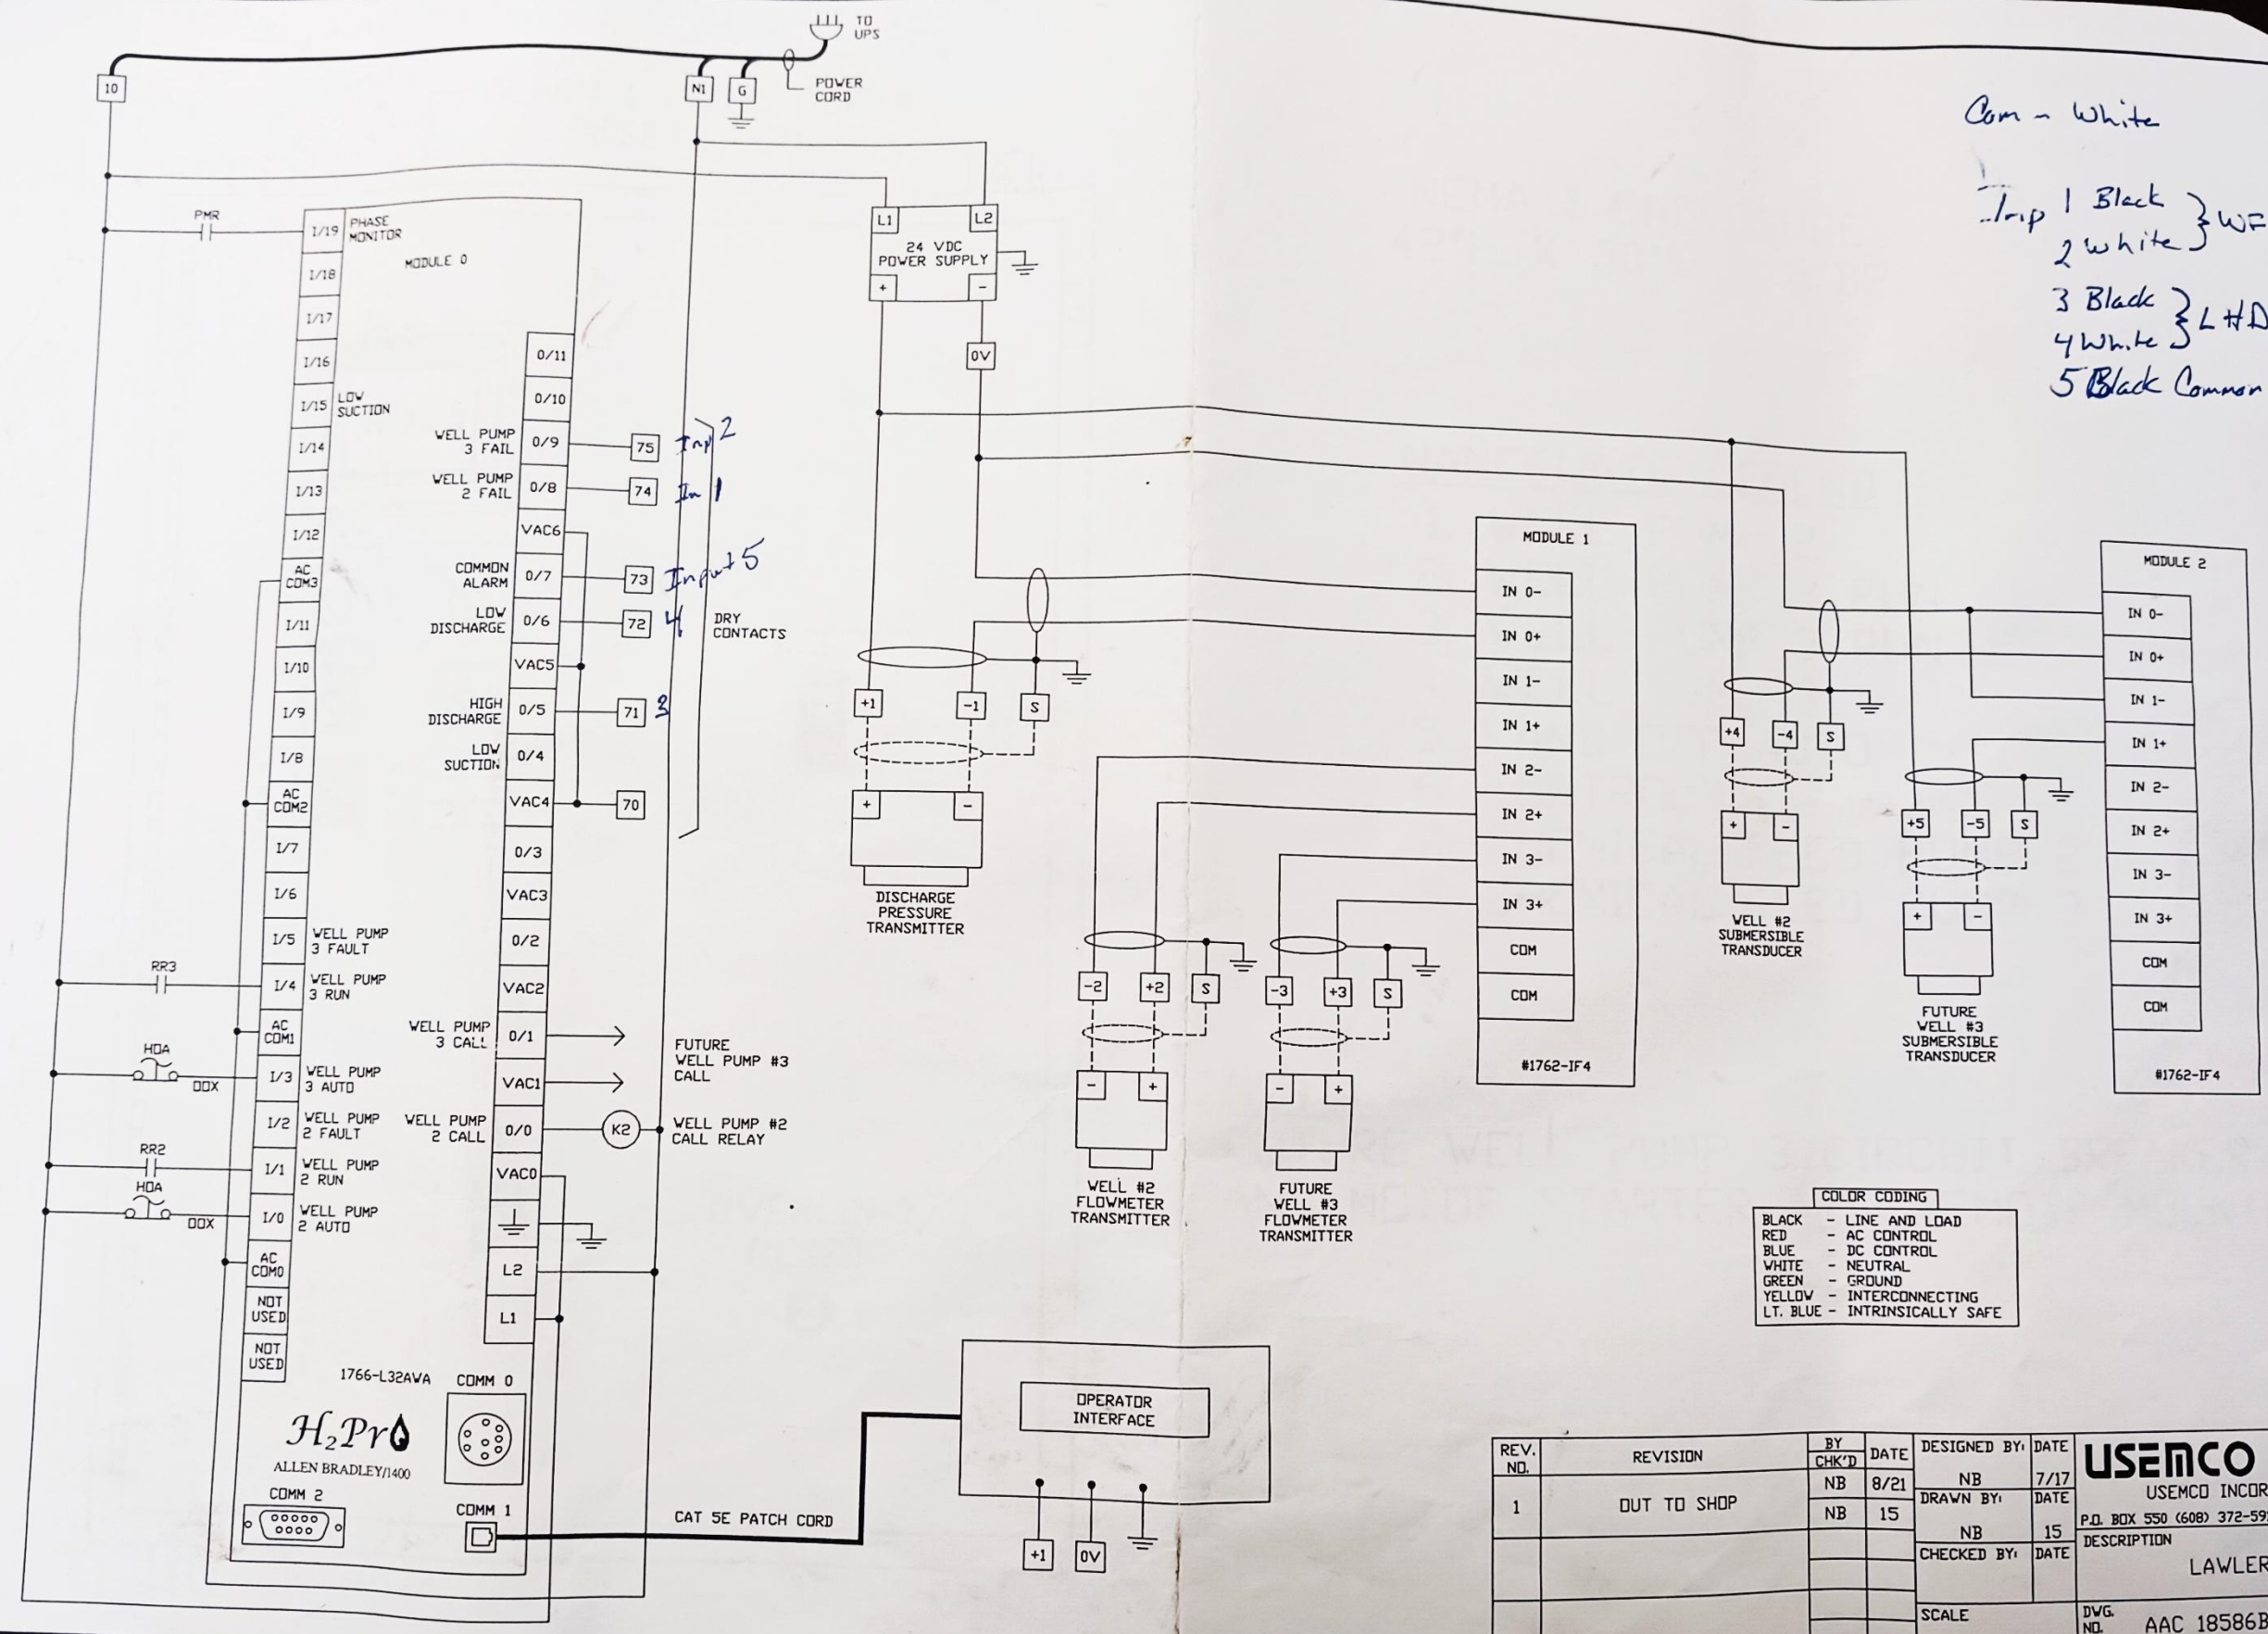 TO
UPS
10
N1
G
POWER
CORD
Com - White
Inp 1 Black
2 White
3 Black
4 White
5 Black Common
L1
L2
24 VDC
POWER SUPPLY
+
-
0V
PMR
I/19
PHASE
MONITOR
MODULE 0
I/18
I/17
I/16
I/15
LOW
SUCTION
I/14
I/13
I/12
AC
COM3
I/11
I/10
I/9
I/8
AC
COM2
I/7
I/6
I/5
WELL PUMP
3 FAULT
RR3
I/4
WELL PUMP
3 RUN
AC
COM1
HOA
OOX
I/3
WELL PUMP
3 AUTO
I/2
WELL PUMP
2 FAULT
RR2
I/1
WELL PUMP
2 RUN
HOA
OOX
I/0
WELL PUMP
2 AUTO
AC
COM0
NOT
USED
NOT
USED
O/11
O/10
WELL PUMP
3 FAIL
O/9
75
Inp 2
WELL PUMP
2 FAIL
O/8
74
In 1
VAC6
COMMON
ALARM
O/7
73
Input 5
LOW
DISCHARGE
O/6
72
4
DRY
CONTACTS
VAC5
HIGH
DISCHARGE
O/5
71
3
LOW
SUCTION
O/4
VAC4
70
O/3
VAC3
O/2
VAC2
WELL PUMP
3 CALL
O/1
VAC1
FUTURE
WELL PUMP #3
CALL
WELL PUMP
2 CALL
O/0
K2
WELL PUMP #2
CALL RELAY
VAC0
L2
L1
1766-L32AWA
COMM 0
H2Pro
ALLEN BRADLEY/1400
COMM 2
COMM 1
CAT 5E PATCH CORD
OPERATOR
INTERFACE
+1
0V
+1
-1
S
+
-
DISCHARGE
PRESSURE
TRANSMITTER
-2
+2
S
-
+
WELL #2
FLOWMETER
TRANSMITTER
-3
+3
S
-
+
FUTURE
WELL #3
FLOWMETER
TRANSMITTER
MODULE 1
IN 0-
IN 0+
IN 1-
IN 1+
IN 2-
IN 2+
IN 3-
IN 3+
COM
COM
#1762-IF4
+4
-4
S
+
-
WELL #2
SUBMERSIBLE
TRANSDUCER
+5
-5
S
+
-
FUTURE
WELL #3
SUBMERSIBLE
TRANSDUCER
MODULE 2
IN 0-
IN 0+
IN 1-
IN 1+
IN 2-
IN 2+
IN 3-
IN 3+
COM
COM
#1762-IF4
COLOR CODING
BLACK - LINE AND LOAD
RED - AC CONTROL
BLUE - DC CONTROL
WHITE - NEUTRAL
GREEN - GROUND
YELLOW - INTERCONNECTING
LT. BLUE - INTRINSICALLY SAFE
REV. NO.
REVISION
BY
CHK'D
DATE
1
OUT TO SHOP
NB
8/21
NB
15
DESIGNED BY: DATE
NB 7/17
DRAWN BY: DATE
NB 15
CHECKED BY: DATE
SCALE
USEMCO
USEMCO
P.O. BOX 550 (608)
DESCRIPTION
LAWLER
DWG. NO. AAC 18586B